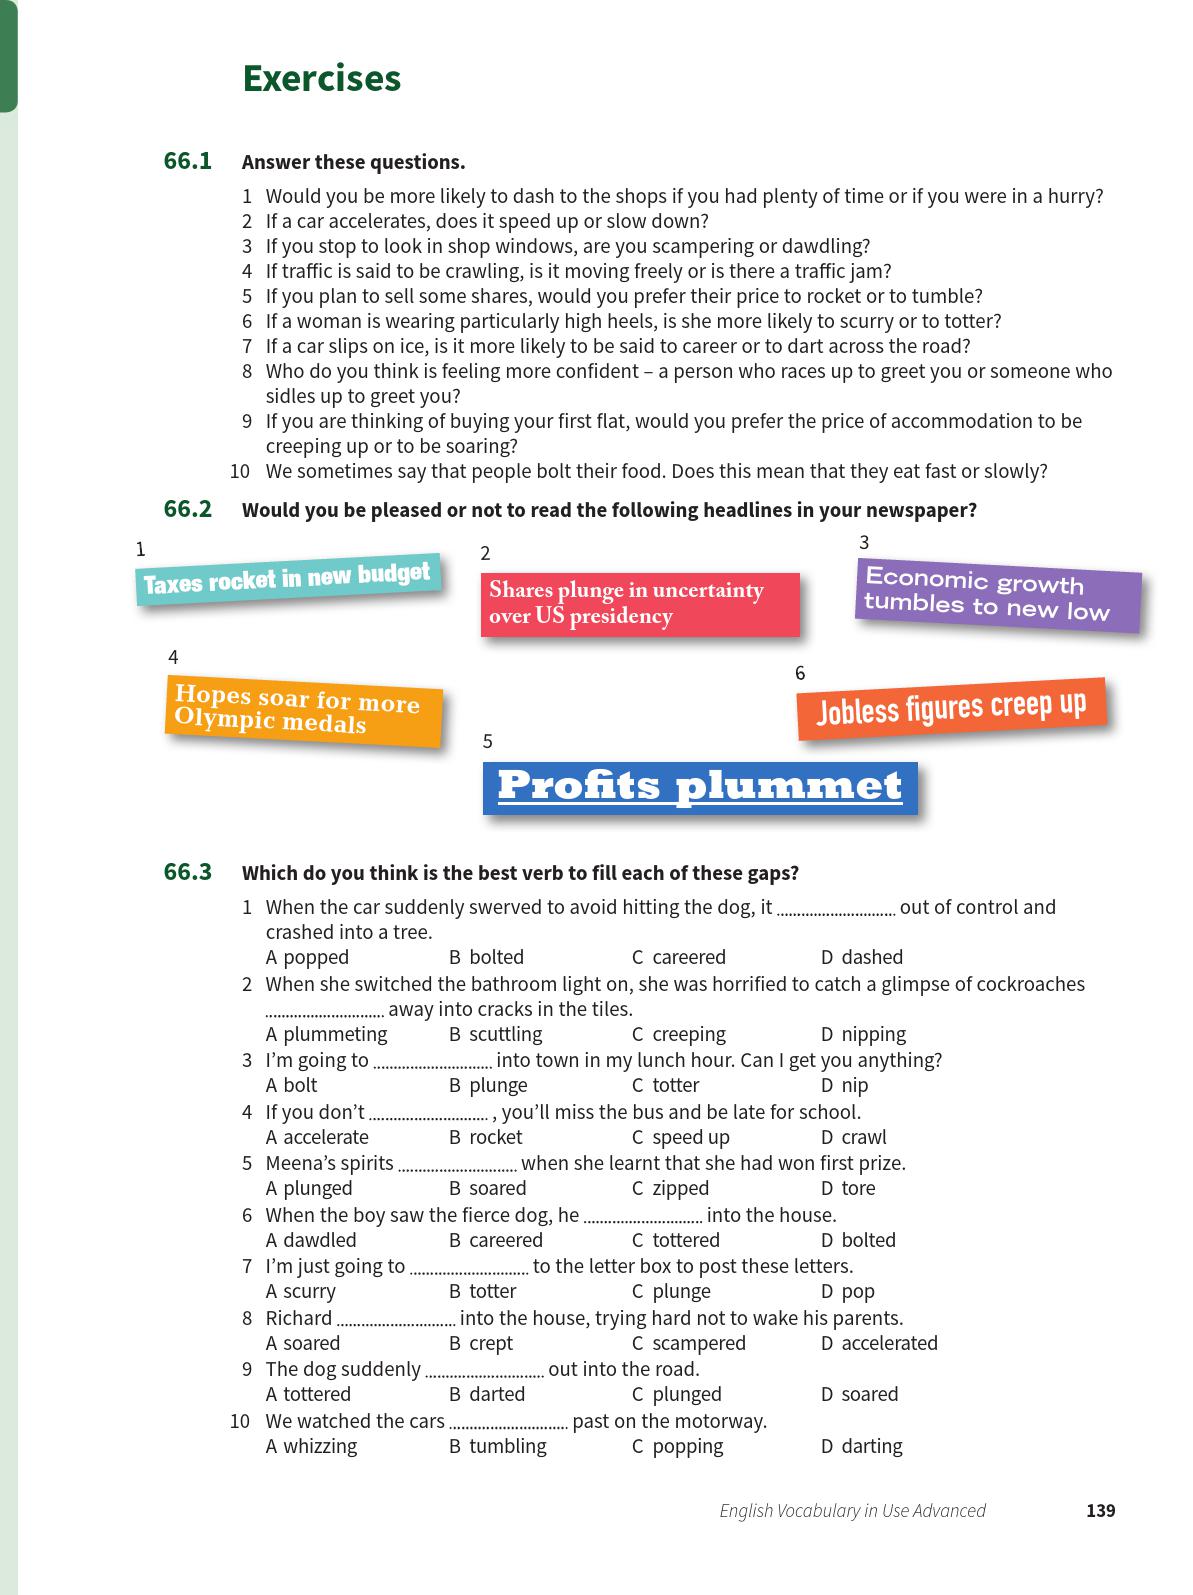 Exercises
66.1 Answer these questions.
1 Would you be more likely to dash to the shops if you had plenty of time or if you were in a hurry?
2 If a car accelerates, does it speed up or slow down?
3 If you stop to look in shop windows, are you scampering or dawdling?
4 If traffic is said to be crawling, is it moving freely or is there a traffic jam?
5 If you plan to sell some shares, would you prefer their price to rocket or to tumble?
6 If a woman is wearing particularly high heels, is she more likely to scurry or to totter?
7 If a car slips on ice, is it more likely to be said to career or to dart across the road?
8 Who do you think is feeling more confident – a person who races up to greet you or someone who
sidles up to greet you?
9 If you are thinking of buying your first flat, would you prefer the price of accommodation to be
creeping up or to be soaring?
10 We sometimes say that people bolt their food. Does this mean that they eat fast or slowly?
66.2 Would you be pleased or not to read the following headlines in your newspaper?
1
Taxes rocket in new budget
2
Shares plunge in uncertainty
over US presidency
3
Economic growth
tumbles to new low
4
Hopes soar for more
Olympic medals
5
Profits plummet
6
Jobless figures creep up
66.3 Which do you think is the best verb to fill each of these gaps?
1 When the car suddenly swerved to avoid hitting the dog, it ............................. out of control and
crashed into a tree.
A popped B bolted C careered D dashed
2 When she switched the bathroom light on, she was horrified to catch a glimpse of cockroaches
............................. away into cracks in the tiles.
A plummeting B scuttling C creeping D nipping
3 I'm going to ............................. into town in my lunch hour. Can I get you anything?
A bolt B plunge C totter D nip
4 If you don't ............................. , you'll miss the bus and be late for school.
A accelerate B rocket C speed up D crawl
5 Meena's spirits ............................. when she learnt that she had won first prize.
A plunged B soared C zipped D tore
6 When the boy saw the fierce dog, he ............................. into the house.
A dawdled B careered C tottered D bolted
7 I'm just going to ............................. to the letter box to post these letters.
A scurry B totter C plunge D pop
8 Richard ............................. into the house, trying hard not to wake his parents.
A soared B crept C scampered D accelerated
9 The dog suddenly ............................. out into the road.
A tottered B darted C plunged D soared
10 We watched the cars ............................. past on the motorway.
A whizzing B tumbling C popping D darting
English Vocabulary in Use Advanced 139